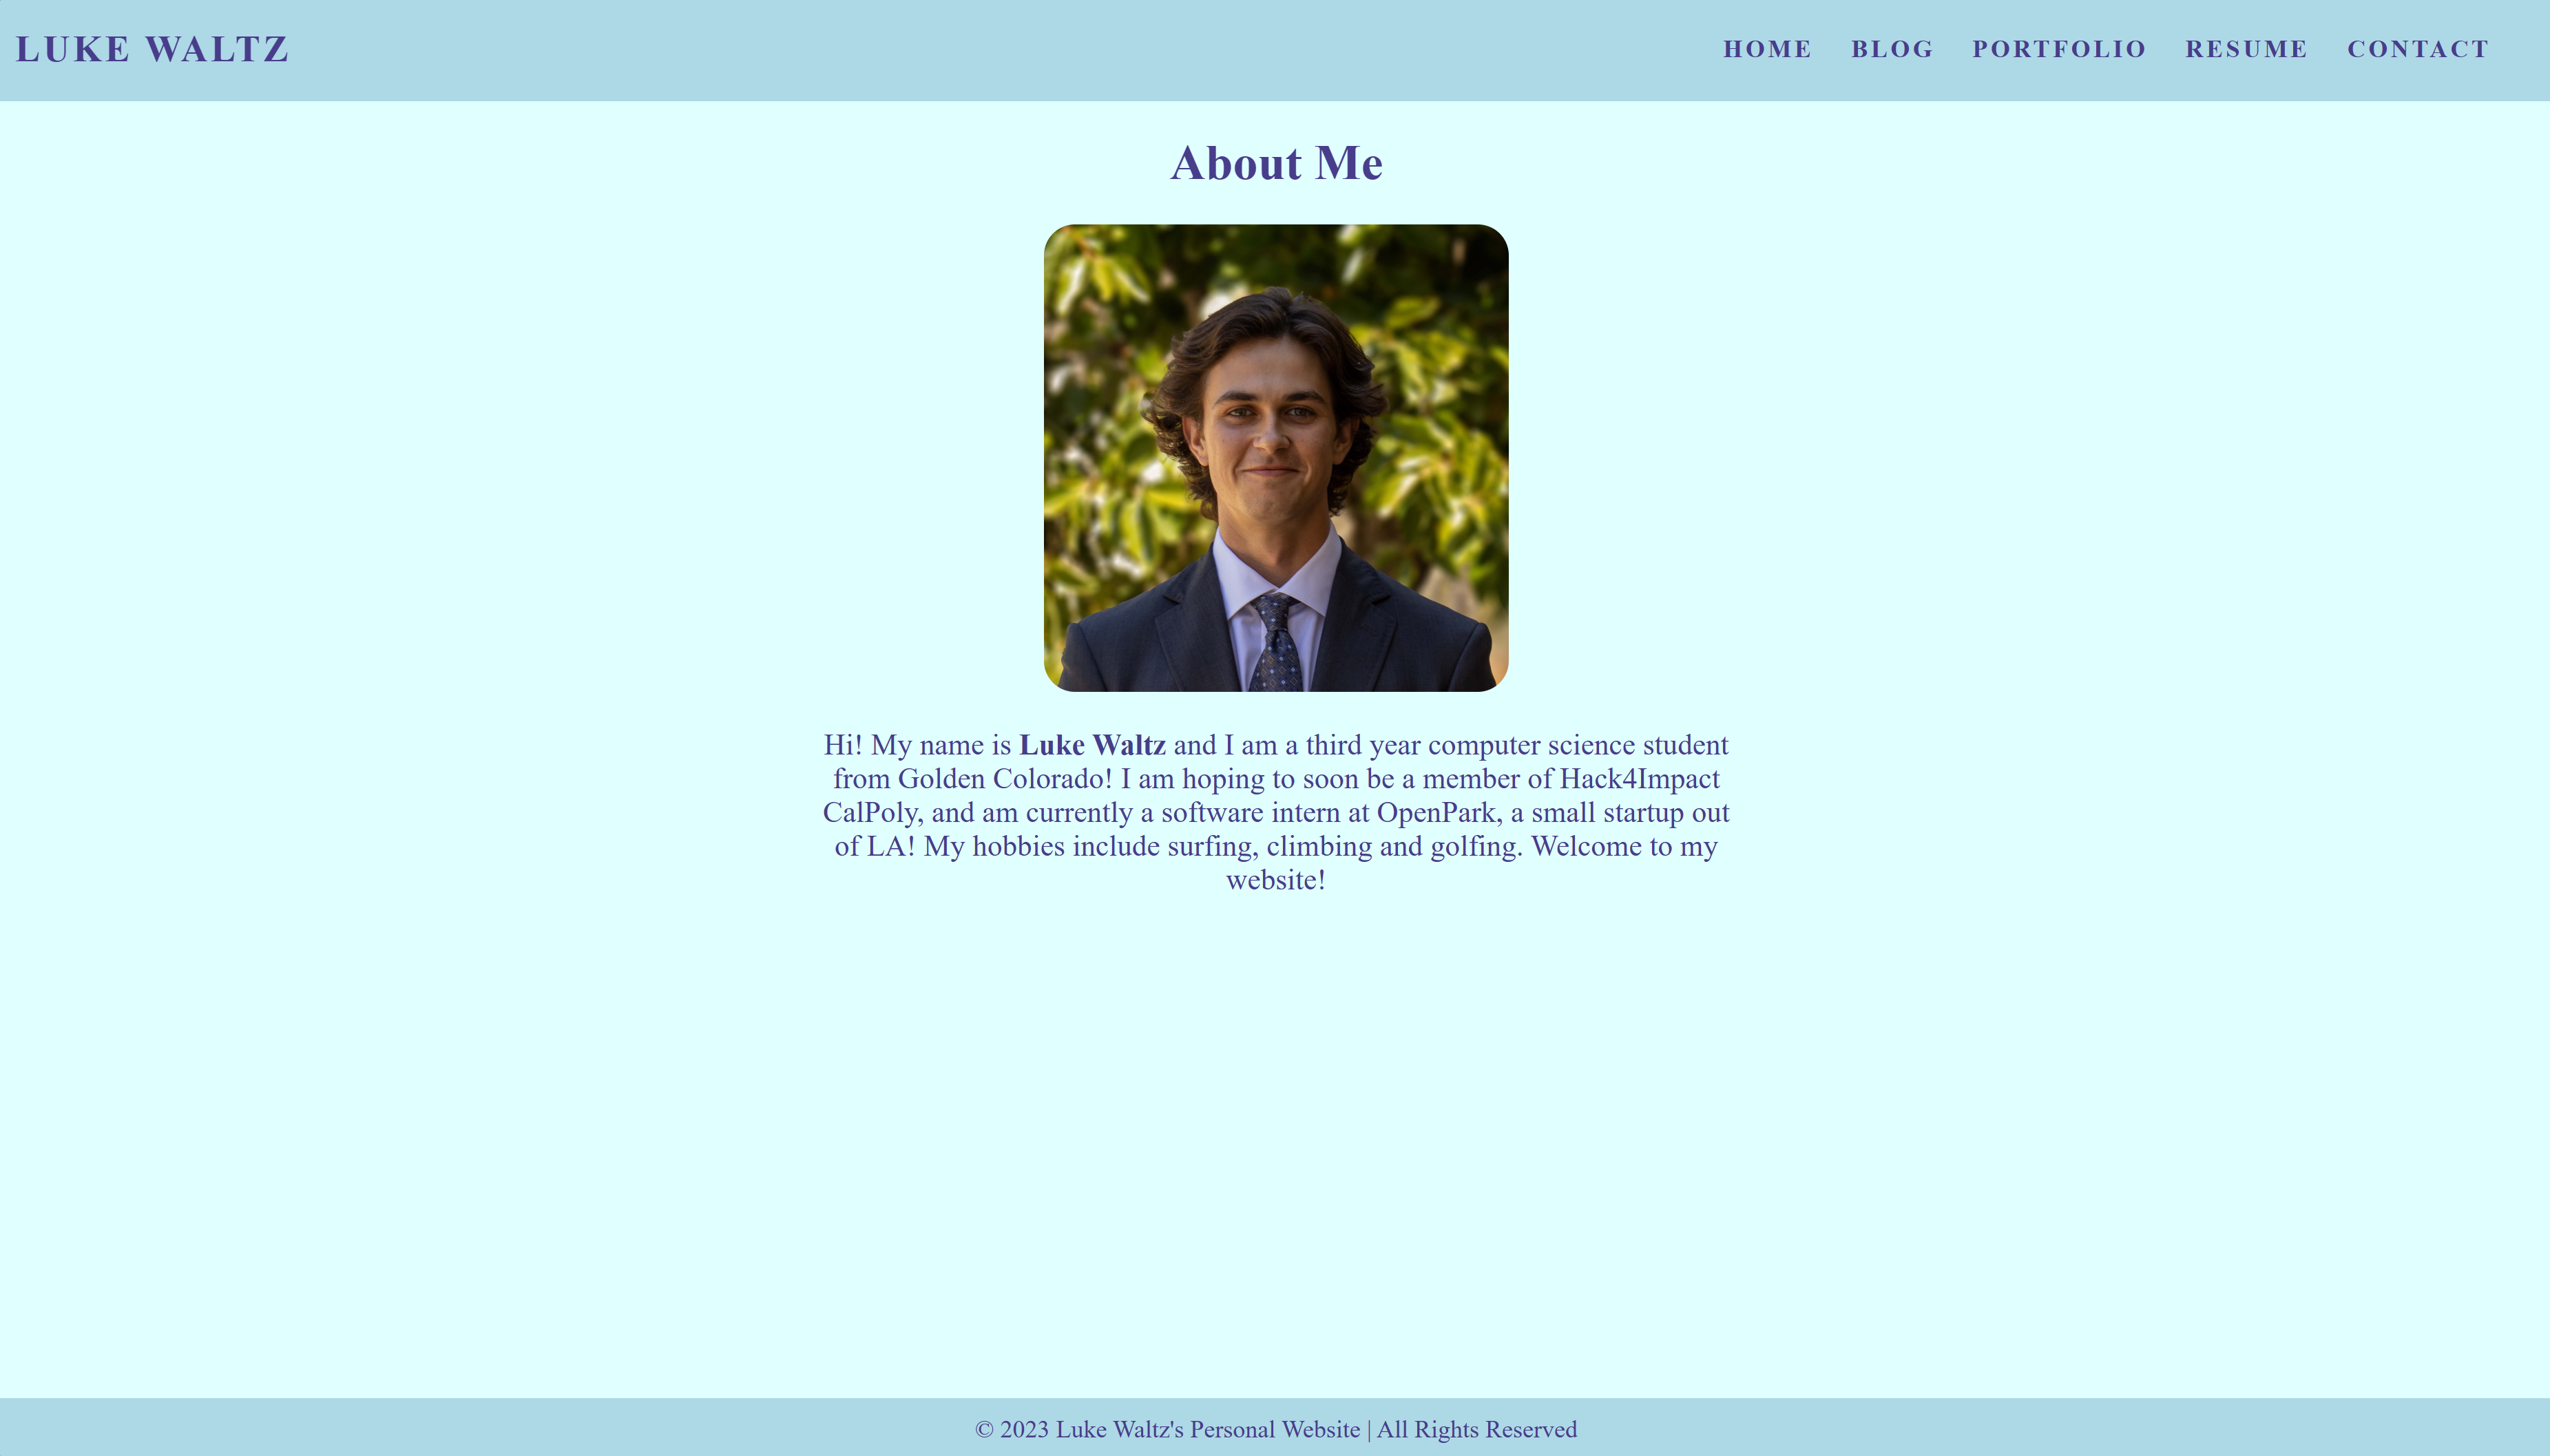 LUKE WALTZ
HOME BLOG PORTFOLIO RESUME CONTACT
About Me
Hi! My name is Luke Waltz and I am a third year computer science student
from Golden Colorado! I am hoping to soon be a member of Hack4Impact
CalPoly, and am currently a software intern at OpenPark, a small startup out
of LA! My hobbies include surfing, climbing and golfing. Welcome to my
website!
© 2023 Luke Waltz's Personal Website | All Rights Reserved